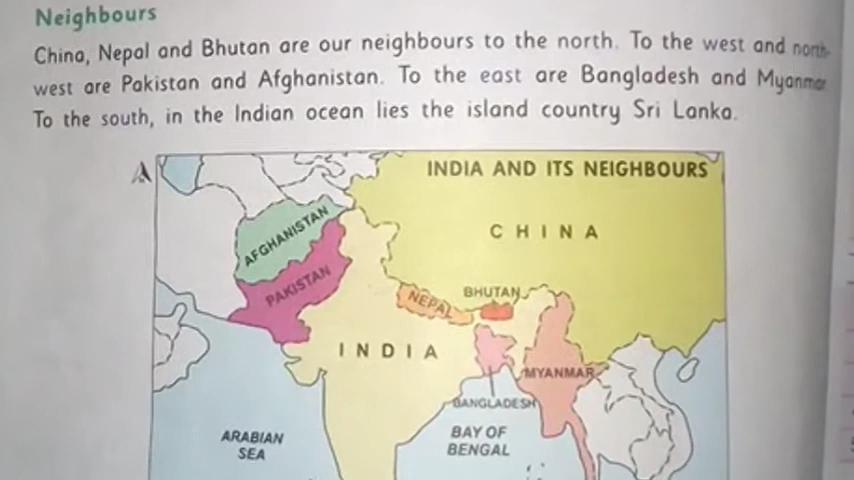 Neighbours
China, Nepal and Bhutan are our neighbours to the north. To the west and north-
west are Pakistan and Afghanistan. To the east are Bangladesh and Myanmar.
To the south, in the Indian ocean lies the island country Sri Lanka.
INDIA AND ITS NEIGHBOURS
CHINA
AFGHANISTAN
PAKISTAN
NEPAL
BHUTAN
INDIA
MYANMAR
BANGLADESH
ARABIAN
SEA
BAY OF
BENGAL